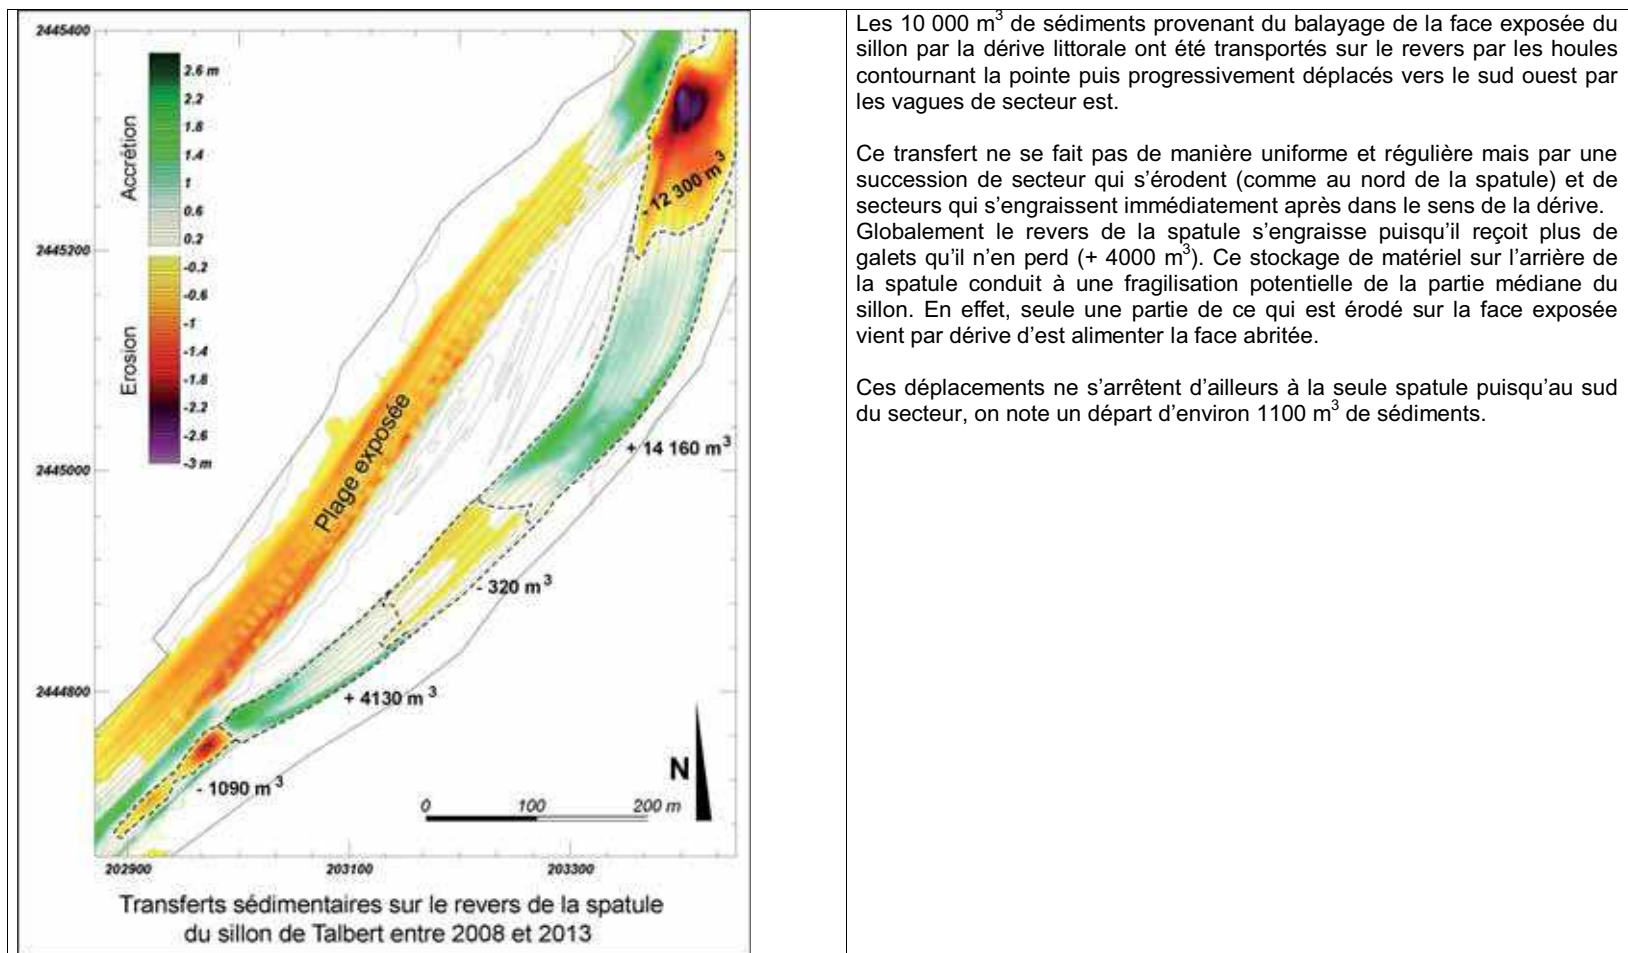 2445400
2445200
2445000
2444800
Accrétion
Erosion
2.6 m
2.2
1.8
1.4
1
0.6
0.2
-0.2
-0.6
-1
-1.4
-1.8
-2.2
-2.6
-3 m
Plage exposée
- 12 300 m³
+ 14 160 m³
- 320 m³
+ 4130 m³
- 1090 m³
N
0 100 200 m
202900 203100 203300
Transferts sédimentaires sur le revers de la spatule
du sillon de Talbert entre 2008 et 2013
Les 10 000 m³ de sédiments provenant du balayage de la face exposée du
sillon par la dérive littorale ont été transportés sur le revers par les houles
contournant la pointe puis progressivement déplacés vers le sud ouest par
les vagues de secteur est.
Ce transfert ne se fait pas de manière uniforme et régulière mais par une
succession de secteur qui s'érodent (comme au nord de la spatule) et de
secteurs qui s'engraissent immédiatement après dans le sens de la dérive.
Globalement le revers de la spatule s'engraisse puisqu'il reçoit plus de
galets qu'il n'en perd (+ 4000 m³). Ce stockage de matériel sur l'arrière de
la spatule conduit à une fragilisation potentielle de la partie médiane du
sillon. En effet, seule une partie de ce qui est érodé sur la face exposée
vient par dérive d'est alimenter la face abritée.
Ces déplacements ne s'arrêtent d'ailleurs à la seule spatule puisqu'au sud
du secteur, on note un départ d'environ 1100 m³ de sédiments.